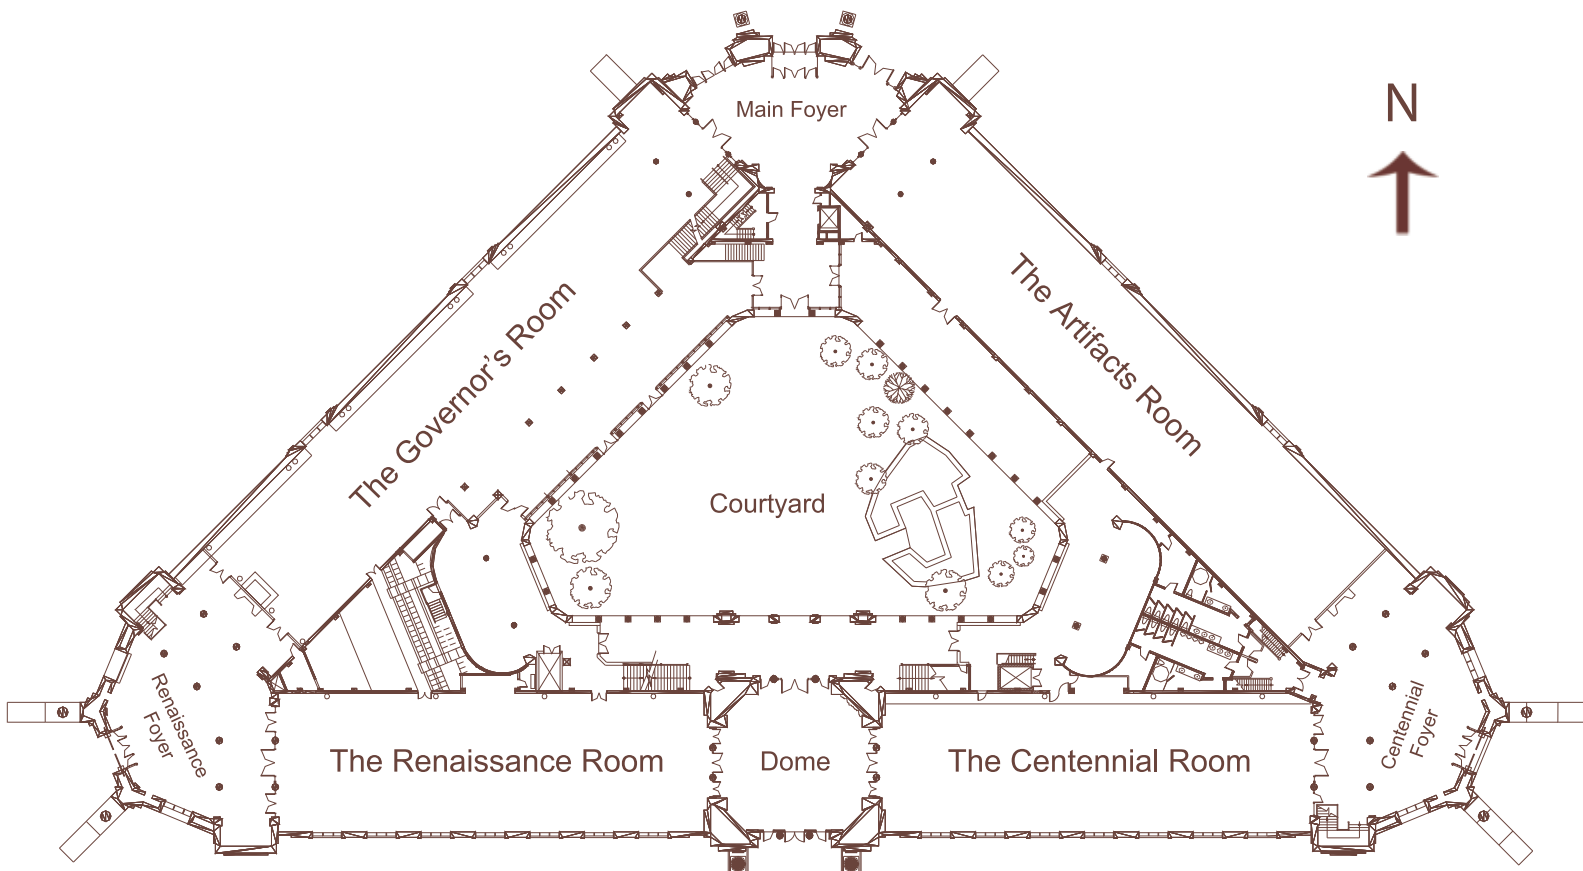 N
Main Foyer
The Governor's Room
The Artifacts Room
Courtyard
Renaissance
Foyer
The Renaissance Room
Dome
The Centennial Room
Centennial
Foyer